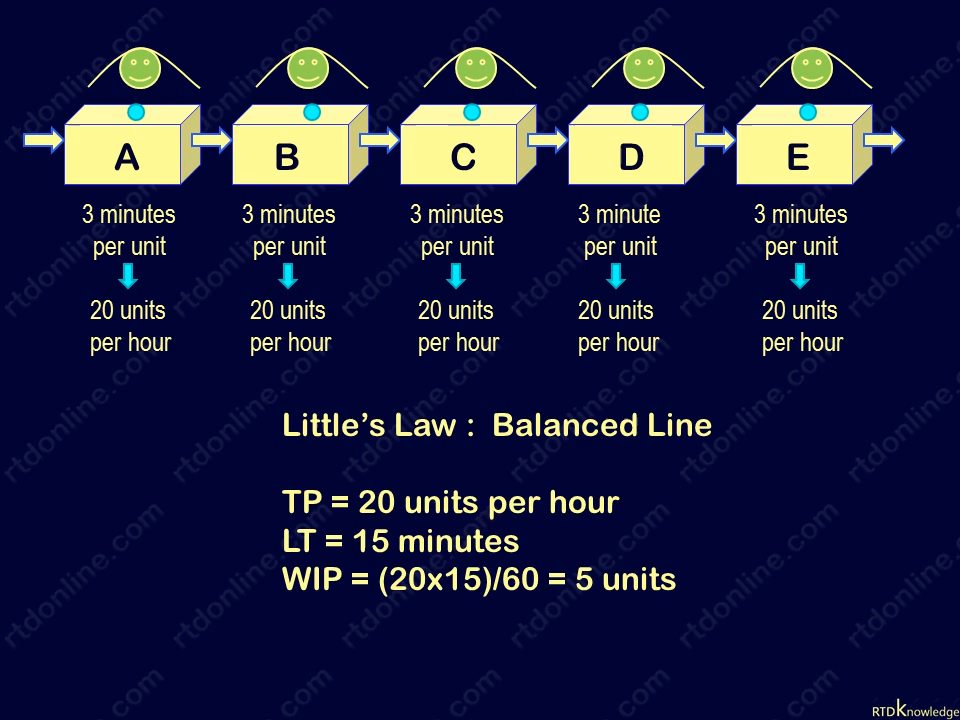 A B C D E
3 minutes 3 minutes 3 minutes 3 minute 3 minutes
per unit per unit per unit per unit per unit
20 units 20 units 20 units 20 units 20 units
per hour per hour per hour per hour per hour
Little’s Law : Balanced Line
TP = 20 units per hour
LT = 15 minutes
WIP = (20x15)/60 = 5 units
RTDKnowledge
rtdonline.com